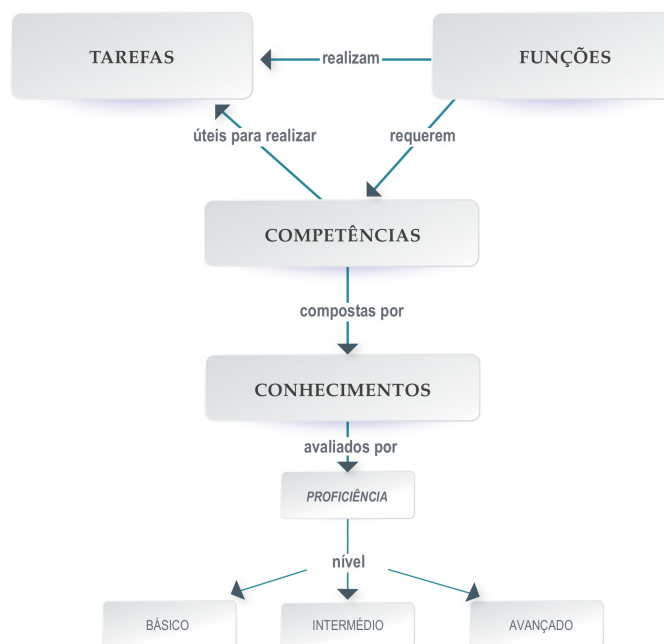 TAREFAS
realizam
FUNÇÕES
úteis para realizar
requerem
COMPETÊNCIAS
compostas por
CONHECIMENTOS
avaliados por
PROFICIÊNCIA
nível
BÁSICO
INTERMÉDIO
AVANÇADO